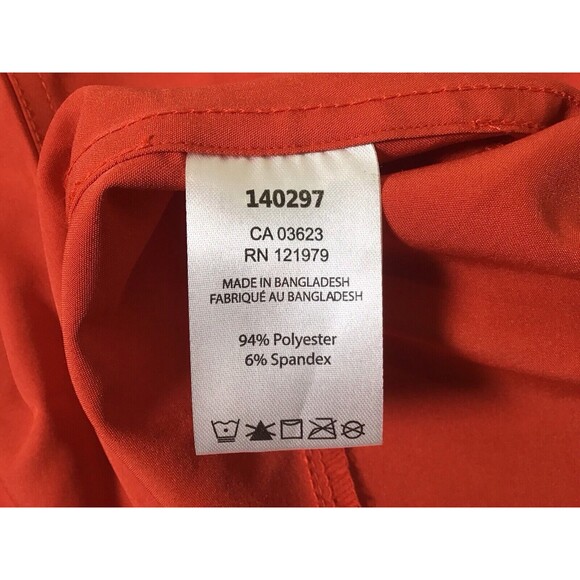 140297
CA 03623
RN 121979
MADE IN BANGLADESH
FABRIQUÉ AU BANGLADESH
94% Polyester
6% Spandex